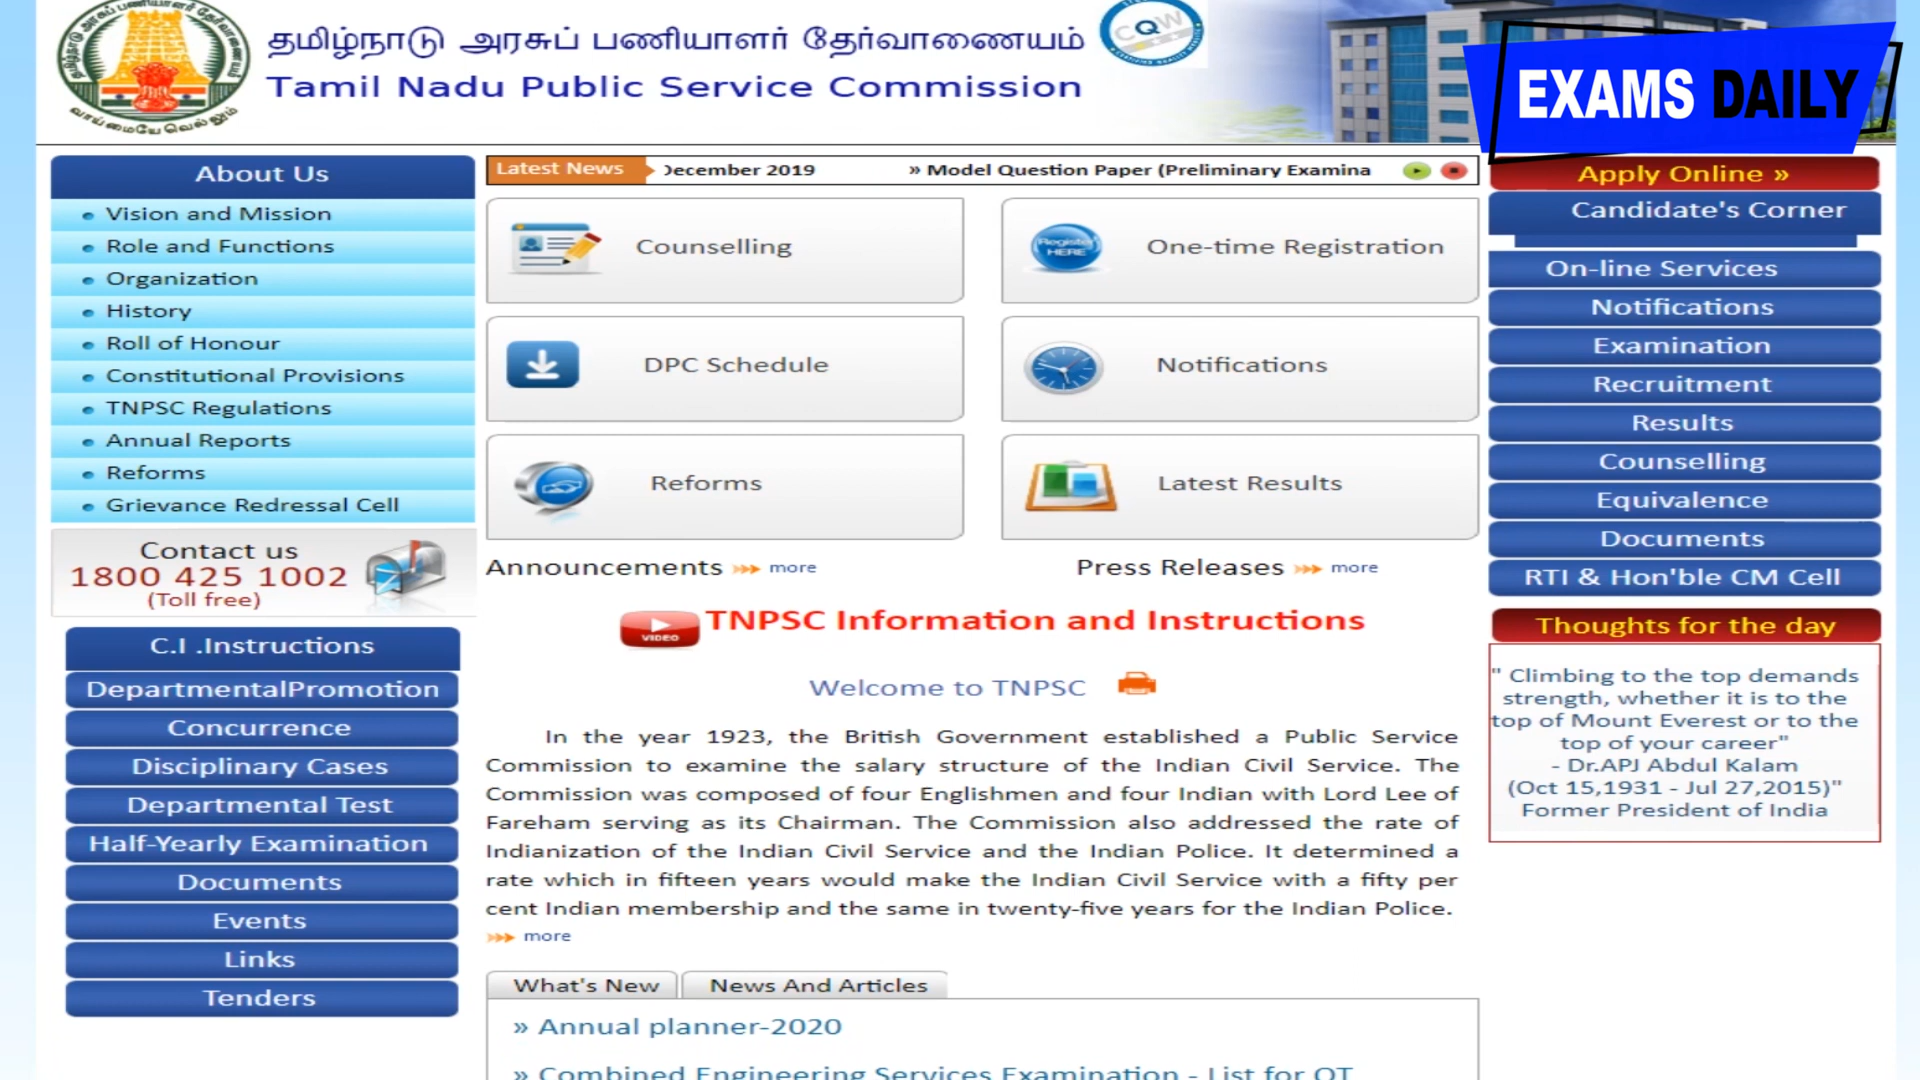 தமிழ்நாடு அரசுப் பணியாளர் தேர்வாணையம்
Tamil Nadu Public Service Commission
வாய்மையே வெல்லும்
CQW
EXAMS DAILY
About Us
Vision and Mission
Role and Functions
Organization
History
Roll of Honour
Constitutional Provisions
TNPSC Regulations
Annual Reports
Reforms
Grievance Redressal Cell
Contact us
1800 425 1002
(Toll free)
C.I .Instructions
DepartmentalPromotion
Concurrence
Disciplinary Cases
Departmental Test
Half-Yearly Examination
Documents
Events
Links
Tenders
Latest News
December 2019 » Model Question Paper (Preliminary Examina
Counselling
Register HERE
One-time Registration
DPC Schedule
Notifications
Reforms
Latest Results
Announcements more
Press Releases more
VIDEO
TNPSC Information and Instructions
Welcome to TNPSC
In the year 1923, the British Government established a Public Service
Commission to examine the salary structure of the Indian Civil Service. The
Commission was composed of four Englishmen and four Indian with Lord Lee of
Fareham serving as its Chairman. The Commission also addressed the rate of
Indianization of the Indian Civil Service and the Indian Police. It determined a
rate which in fifteen years would make the Indian Civil Service with a fifty per
cent Indian membership and the same in twenty-five years for the Indian Police.
more
What's New
News And Articles
» Annual planner-2020
» Combined Engineering Services Examination - List for OT
Apply Online »
Candidate's Corner
On-line Services
Notifications
Examination
Recruitment
Results
Counselling
Equivalence
Documents
RTI & Hon'ble CM Cell
Thoughts for the day
" Climbing to the top demands
strength, whether it is to the
top of Mount Everest or to the
top of your career"
- Dr.APJ Abdul Kalam
(Oct 15,1931 - Jul 27,2015)"
Former President of India